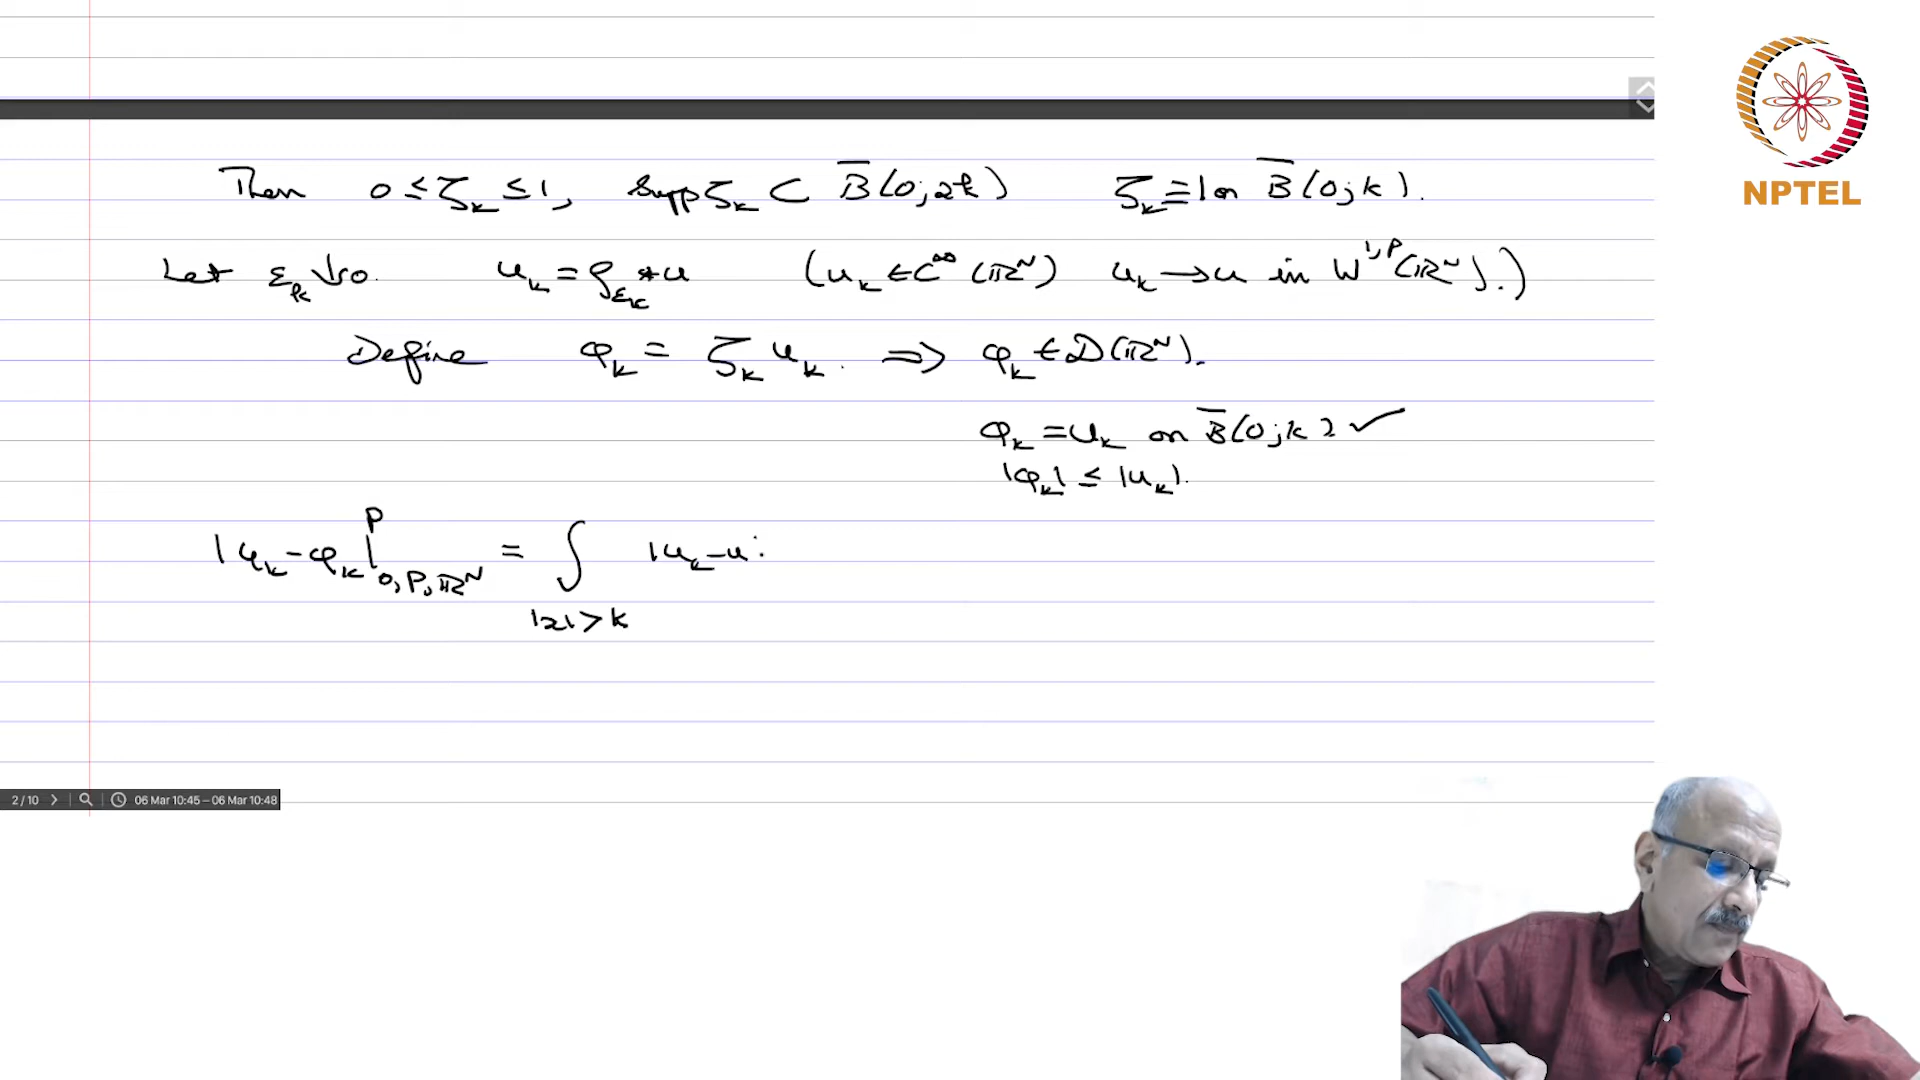 Then 0 ≤ ζ_k ≤ 1, supp ζ_k ⊂ B̅(0;2k) ζ_k ≡ 1 on B̅(0;k).
NPTEL
Let ε_k ↓ 0. u_k = ρ_{ε_k} * u (u_k ∈ C^∞(ℝ^N) u_k → u in W^{1,p}(ℝ^N).)
Define φ_k = ζ_k u_k. ⇒ φ_k ∈ D(ℝ^N).
φ_k = u_k on B̅(0;k) ✓
|φ_k| ≤ |u_k|.
|u_k - φ_k|^p_{0,p,ℝ^N} = ∫_{|x|>k} |u_k - u
2 / 10 > 06 Mar 10:45 – 06 Mar 10:48